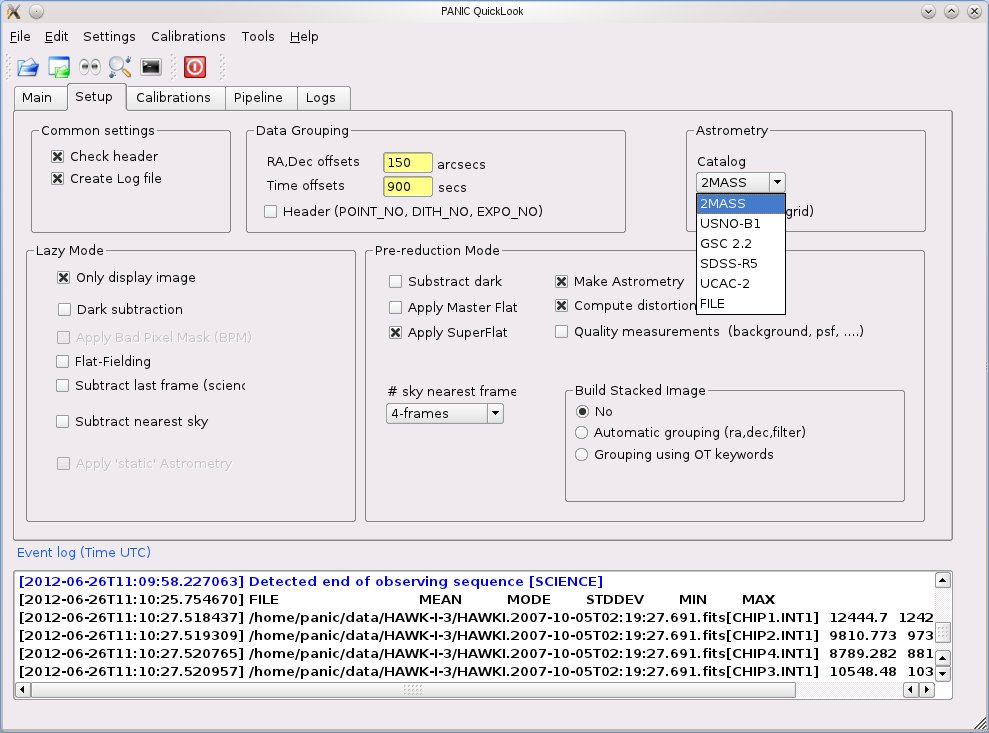 PANIC QuickLook
File Edit Settings Calibrations Tools Help
Main Setup Calibrations Pipeline Logs
Common settings
Check header
Create Log file
Data Grouping
RA,Dec offsets 150 arcsecs
Time offsets 900 secs
Header (POINT_NO, DITH_NO, EXPO_NO)
Astrometry
Catalog
2MASS
2MASS
USNO-B1
GSC 2.2
SDSS-R5
UCAC-2
FILE
grid)
Lazy Mode
Only display image
Dark subtraction
Apply Bad Pixel Mask (BPM)
Flat-Fielding
Subtract last frame (scienc
Subtract nearest sky
Apply 'static' Astrometry
Pre-reduction Mode
Substract dark
Apply Master Flat
Apply SuperFlat
Make Astrometry
Compute distortion
Quality measurements (background, psf, ....)
# sky nearest frame
4-frames
Build Stacked Image
No
Automatic grouping (ra,dec,filter)
Grouping using OT keywords
Event log (Time UTC)
[2012-06-26T11:09:58.227063] Detected end of observing sequence [SCIENCE]
[2012-06-26T11:10:25.754670] FILE MEAN MODE STDDEV MIN MAX
[2012-06-26T11:10:27.518437] /home/panic/data/HAWK-I-3/HAWKI.2007-10-05T02:19:27.691.fits[CHIP1.INT1] 12444.7 1242
[2012-06-26T11:10:27.519309] /home/panic/data/HAWK-I-3/HAWKI.2007-10-05T02:19:27.691.fits[CHIP2.INT1] 9810.773 973
[2012-06-26T11:10:27.520765] /home/panic/data/HAWK-I-3/HAWKI.2007-10-05T02:19:27.691.fits[CHIP4.INT1] 8789.282 881
[2012-06-26T11:10:27.520957] /home/panic/data/HAWK-I-3/HAWKI.2007-10-05T02:19:27.691.fits[CHIP3.INT1] 10548.48 103